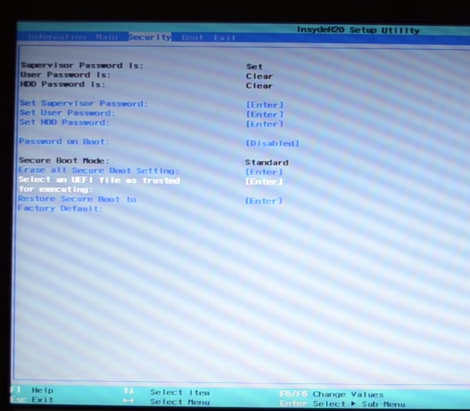 InsydeH20 Setup Utility
Information Main Security Boot Exit
Supervisor Password Is: Set
User Password Is: Clear
HDD Password Is: Clear
Set Supervisor Password: [Enter]
Set User Password: [Enter]
Set HDD Password: [Enter]
Password on Boot: [Disabled]
Secure Boot Mode: Standard
Erase all Secure Boot Setting: [Enter]
Select an UEFI file as trusted [Enter]
for executing:
Restore Secure Boot to [Enter]
Factory Default:
F1 Help ↑↓ Select Item F5/F6 Change Values
Esc Exit ↔ Select Menu Enter Select ▶ Sub-Menu